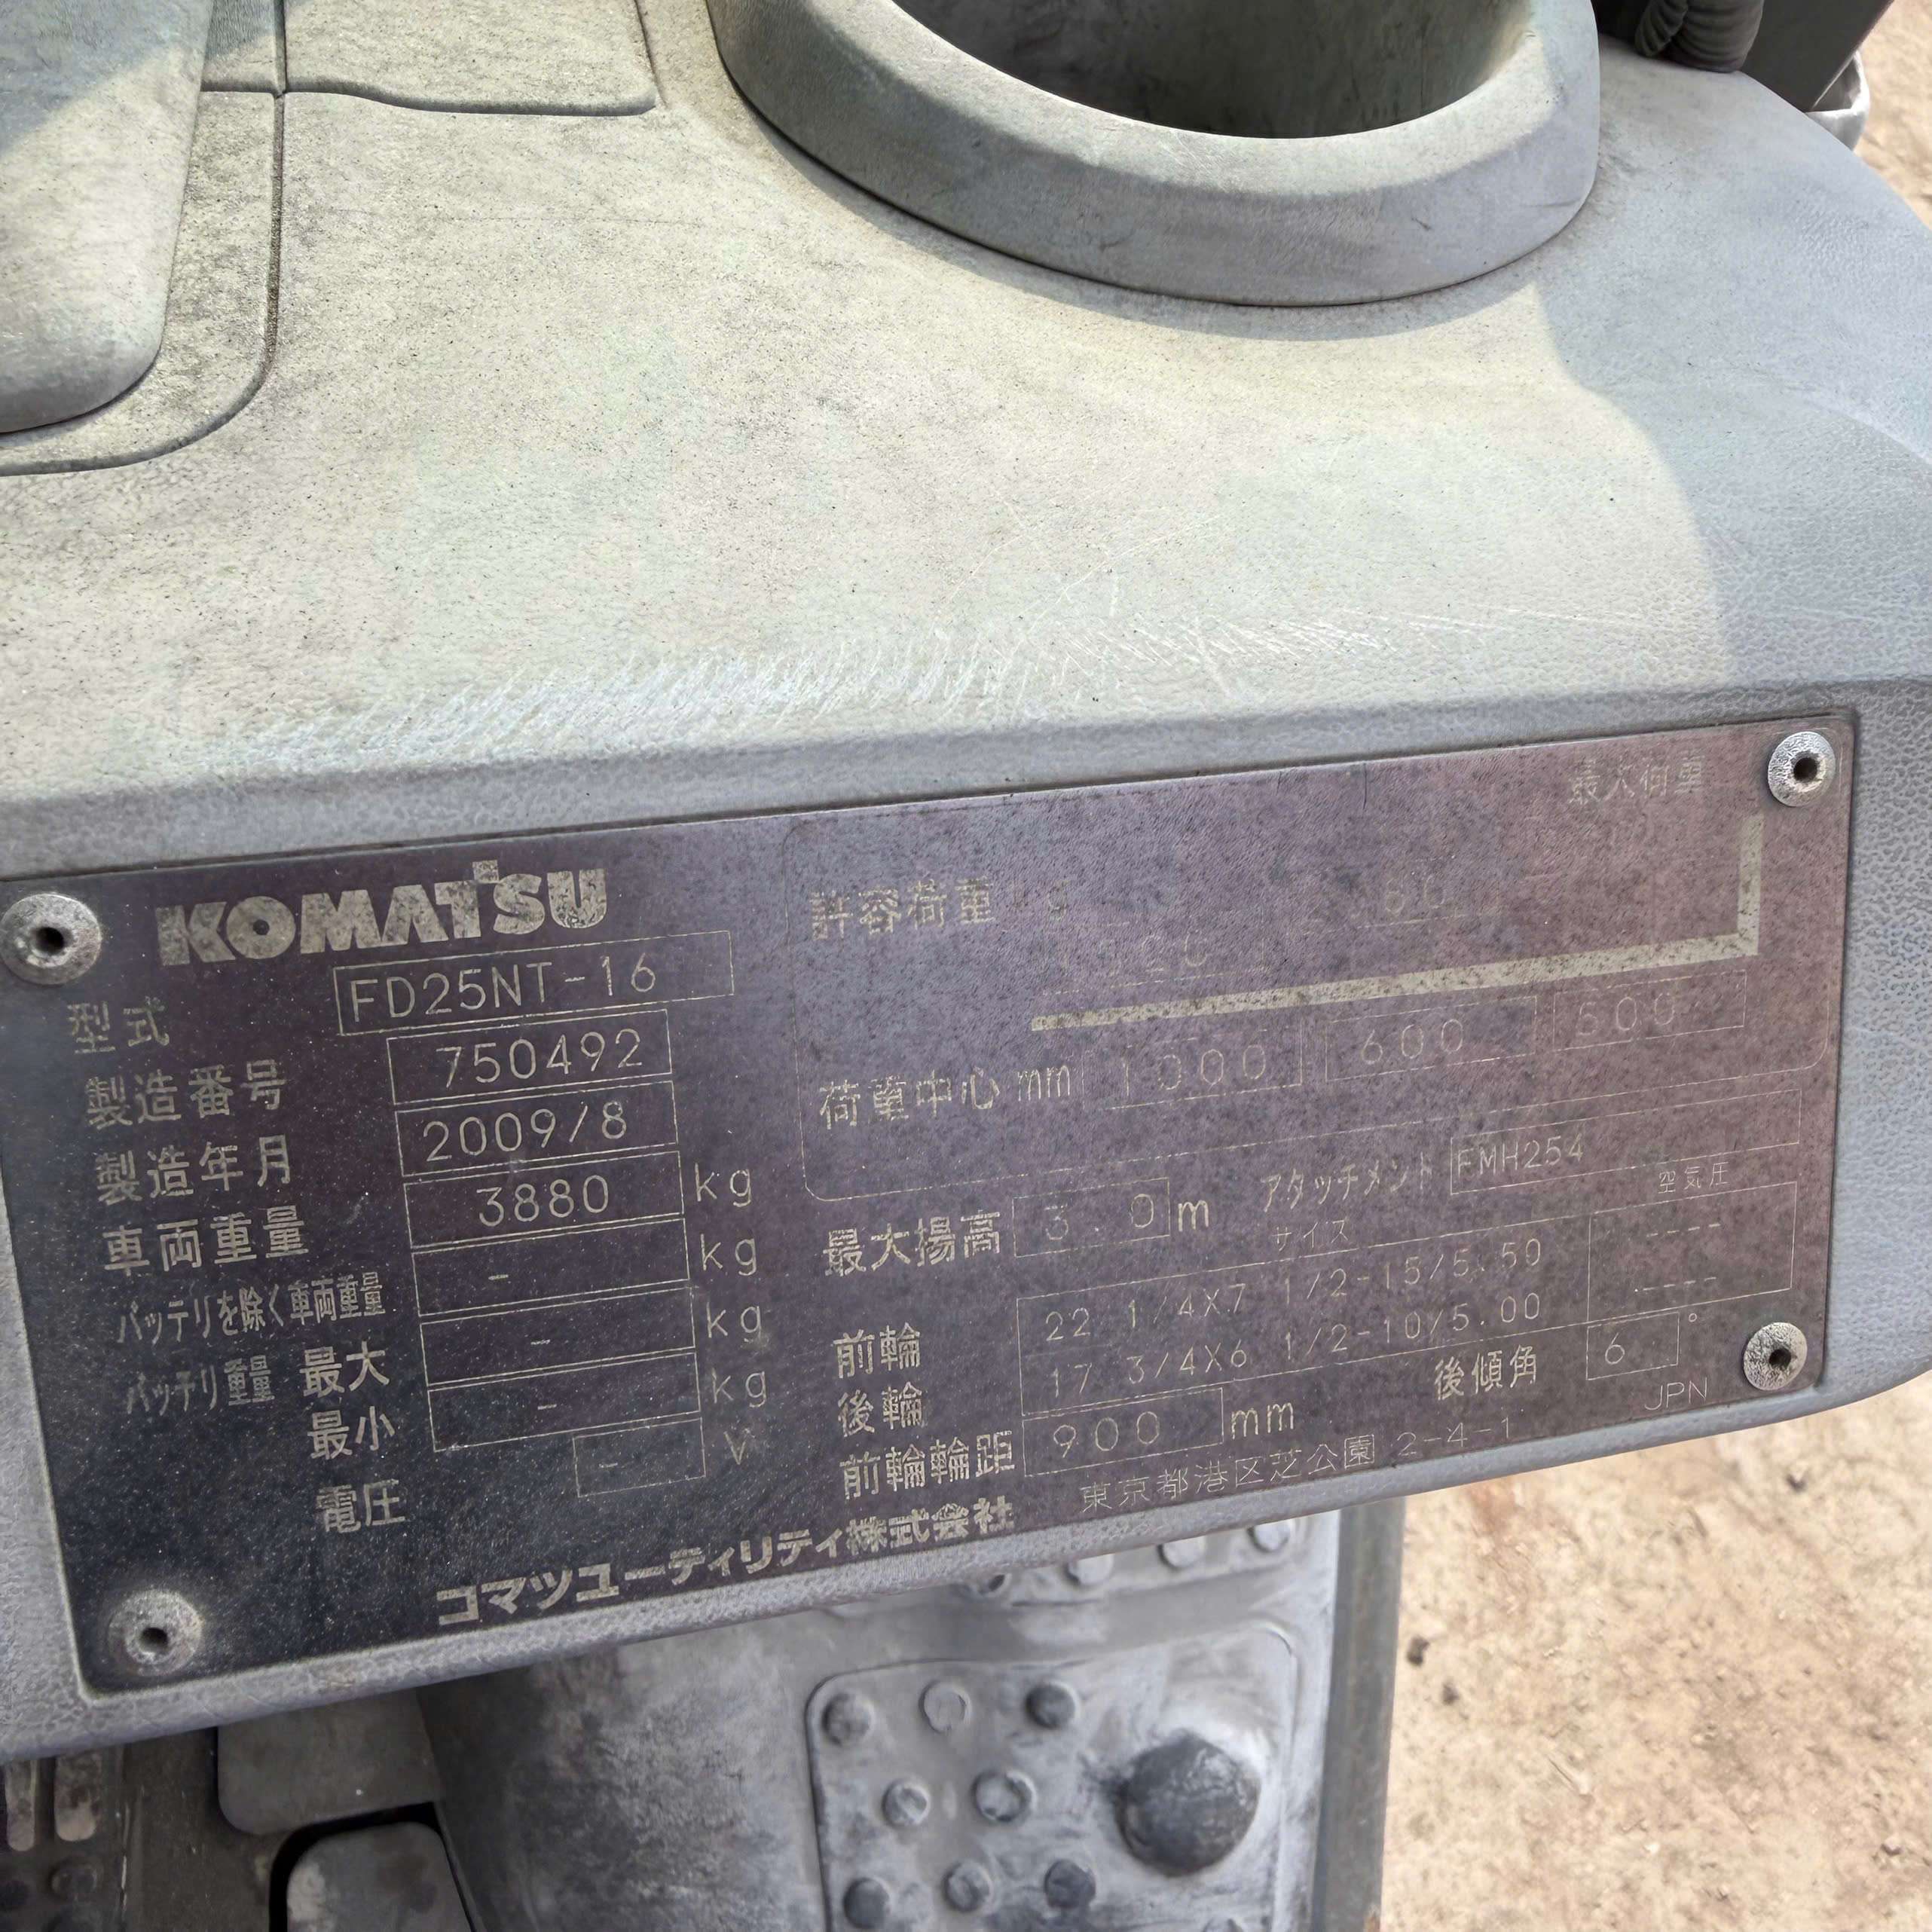 KOMATSU
型式 FD25NT-16
製造番号 750492
製造年月 2009/8
車両重量 3880 kg
バッテリを除く車両重量 - kg
バッテリ重量 最大 - kg
最小 - kg
電圧 - V
最大荷重
許容荷重 kg
荷重中心 mm 1000 600 500
最大揚高 3.0 m アタッチメント FMH254
サイズ 空気圧
前輪 22 1/4X7 1/2-15/5.50 ----
後輪 17 3/4X6 1/2-10/5.00 ----
前輪輪距 900 mm 後傾角 6 °
JPN
コマツユーティリティ株式会社 東京都港区芝公園 2-4-1